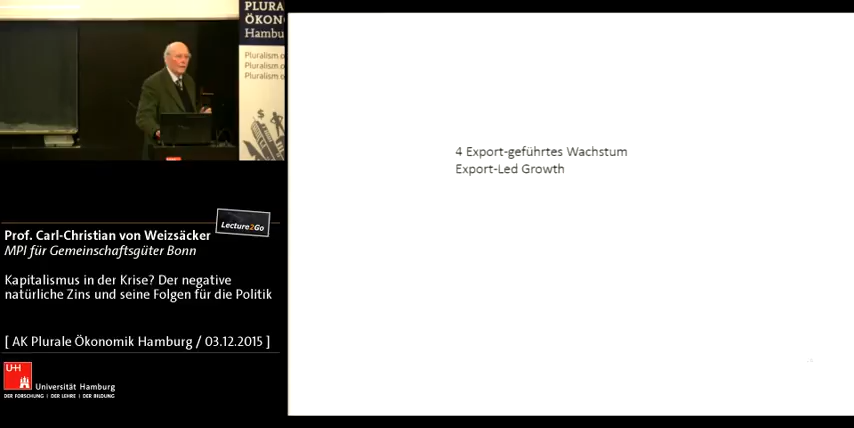 PLURA
ÖKON
Hambu
Pluralism.o
Pluralism.o
Pluralism o
4 Export-geführtes Wachstum
Export-Led Growth
Lecture2Go
Prof. Carl-Christian von Weizsäcker
MPI für Gemeinschaftsgüter Bonn
Kapitalismus in der Krise? Der negative
natürliche Zins und seine Folgen für die Politik
[ AK Plurale Ökonomik Hamburg / 03.12.2015 ]
UH
Universität Hamburg
DER FORSCHUNG | DER LEHRE | DER BILDUNG